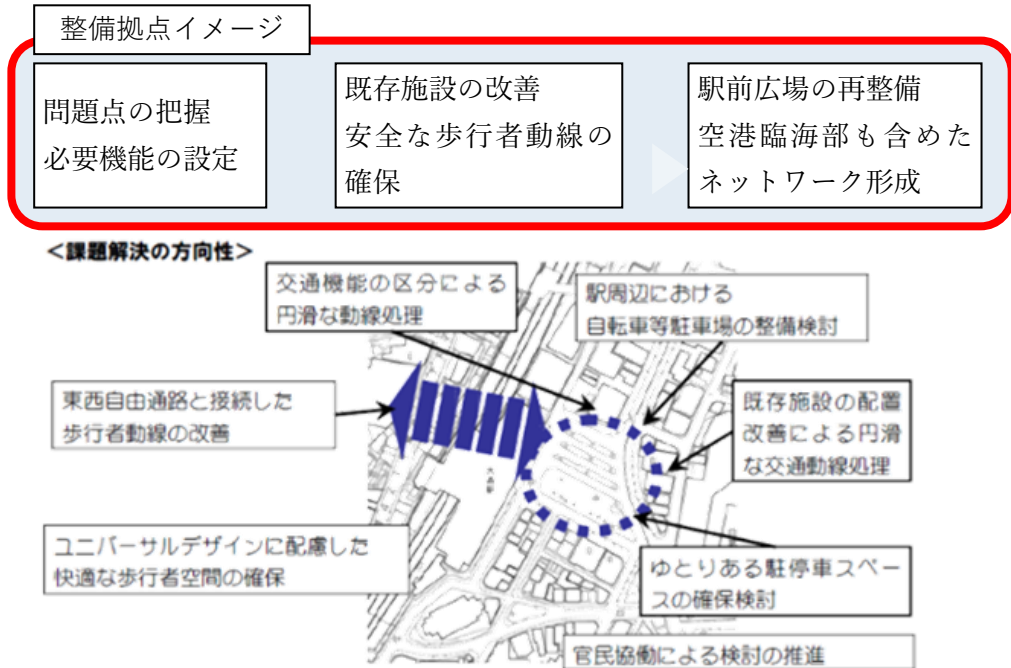 整備拠点イメージ
問題点の把握
必要機能の設定
既存施設の改善
安全な歩行者動線の
確保
駅前広場の再整備
空港臨海部も含めた
ネットワーク形成
<課題解決の方向性>
交通機能の区分による
円滑な動線処理
駅周辺における
自転車等駐車場の整備検討
東西自由通路と接続した
歩行者動線の改善
既存施設の配置
改善による円滑
な交通動線処理
大森駅
ユニバーサルデザインに配慮した
快適な歩行者空間の確保
ゆとりある駐停車スペー
スの確保検討
官民協働による検討の推進